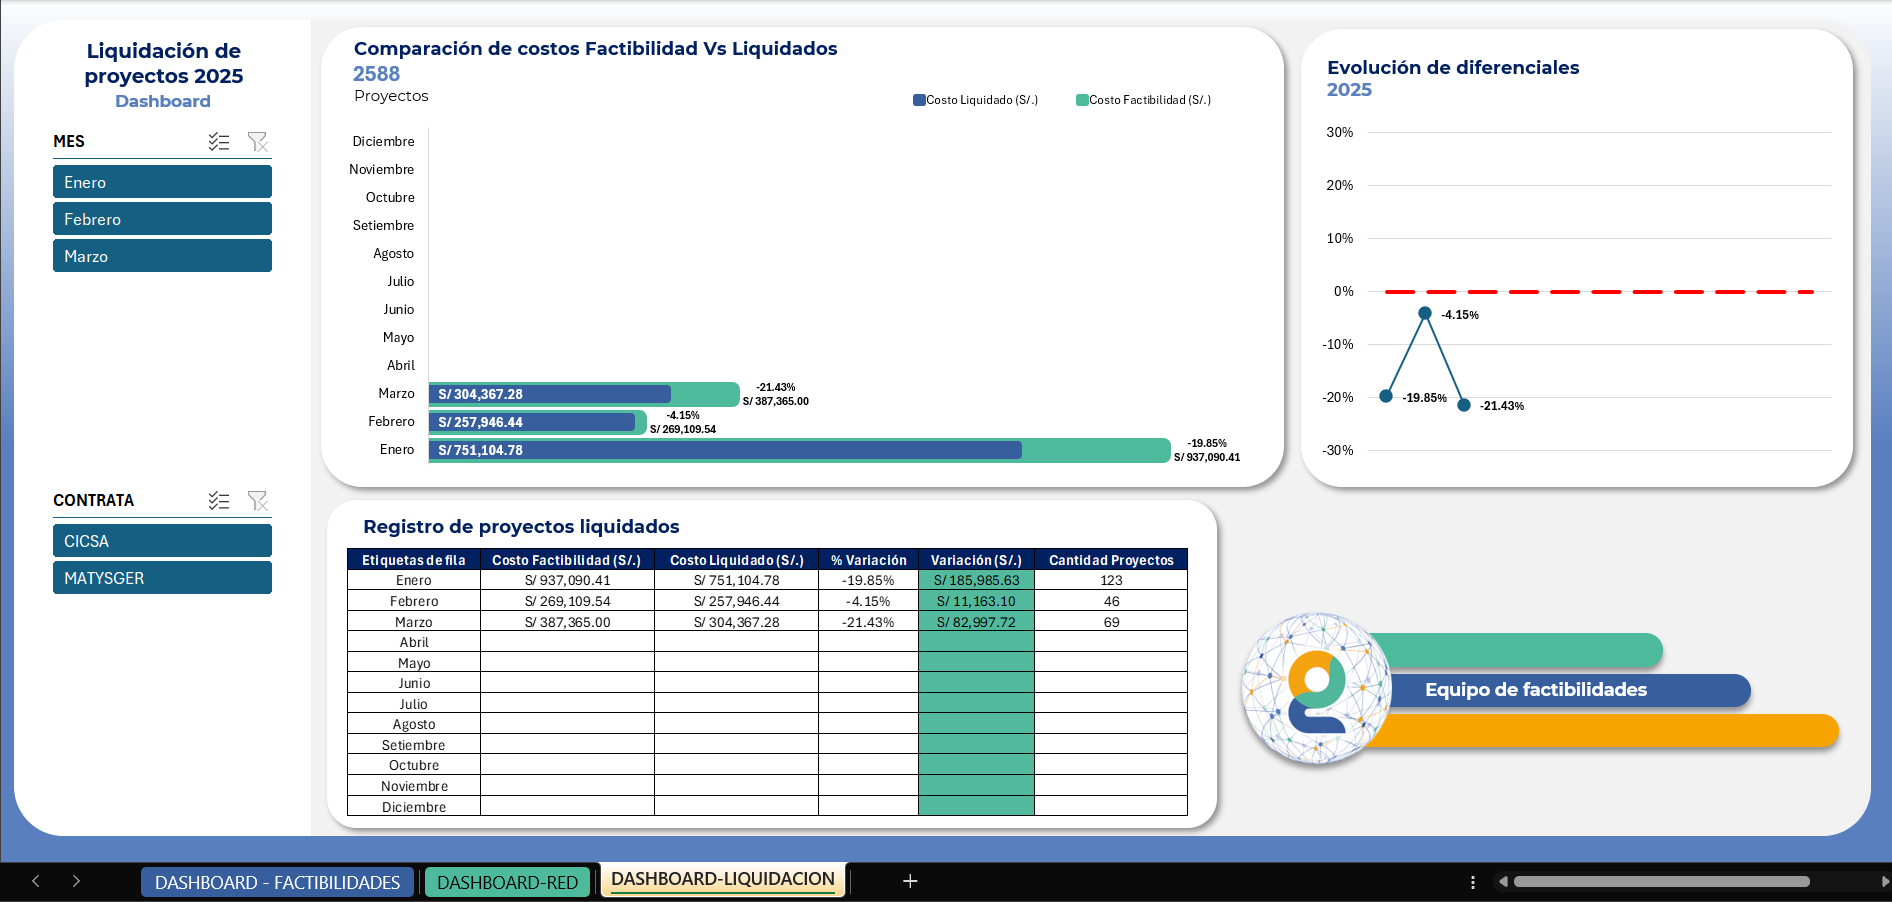 Liquidación de
proyectos 2025
Dashboard
MES
Enero
Febrero
Marzo
CONTRATA
CICSA
MATYSGER
Comparación de costos Factibilidad Vs Liquidados
2588
Proyectos
Costo Liquidado (S/.) Costo Factibilidad (S/.)
Diciembre
Noviembre
Octubre
Setiembre
Agosto
Julio
Junio
Mayo
Abril
Marzo S/ 304,367.28 -21.43% S/ 387,365.00
Febrero S/ 257,946.44 -4.15% S/ 269,109.54
Enero S/ 751,104.78 -19.85% S/ 937,090.41
Evolución de diferenciales
2025
30%
20%
10%
0%
-10%
-20%
-30%
-4.15%
-19.85%
-21.43%
Registro de proyectos liquidados
Etiquetas de fila Costo Factibilidad (S/.) Costo Liquidado (S/.) % Variación Variación (S/.) Cantidad Proyectos
Enero S/ 937,090.41 S/ 751,104.78 -19.85% S/ 185,985.63 123
Febrero S/ 269,109.54 S/ 257,946.44 -4.15% S/ 11,163.10 46
Marzo S/ 387,365.00 S/ 304,367.28 -21.43% S/ 82,997.72 69
Abril
Mayo
Junio
Julio
Agosto
Setiembre
Octubre
Noviembre
Diciembre
Equipo de factibilidades
DASHBOARD - FACTIBILIDADES DASHBOARD-RED DASHBOARD-LIQUIDACION